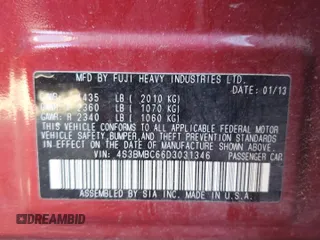 MFD BY FUJI HEAVY INDUSTRIES LTD.
DATE: 01/13
4435 LB ( 2010 KG)
GAWR: F 2360 LB ( 1070 KG)
GAWR: R 2340 LB ( 1060 KG)
THIS VEHICLE CONFORMS TO ALL APPLICABLE FEDERAL MOTOR
VEHICLE SAFETY, BUMPER, AND THEFT PREVENTION STANDARDS
IN EFFECT ON THE DATE OF MANUFACTURE SHOWN ABOVE.
VIN: 4S3BMBC66D3031346 PASSENGER CAR
ASSEMBLED BY SIA INC. MADE IN U.S.A.
DREAMBID